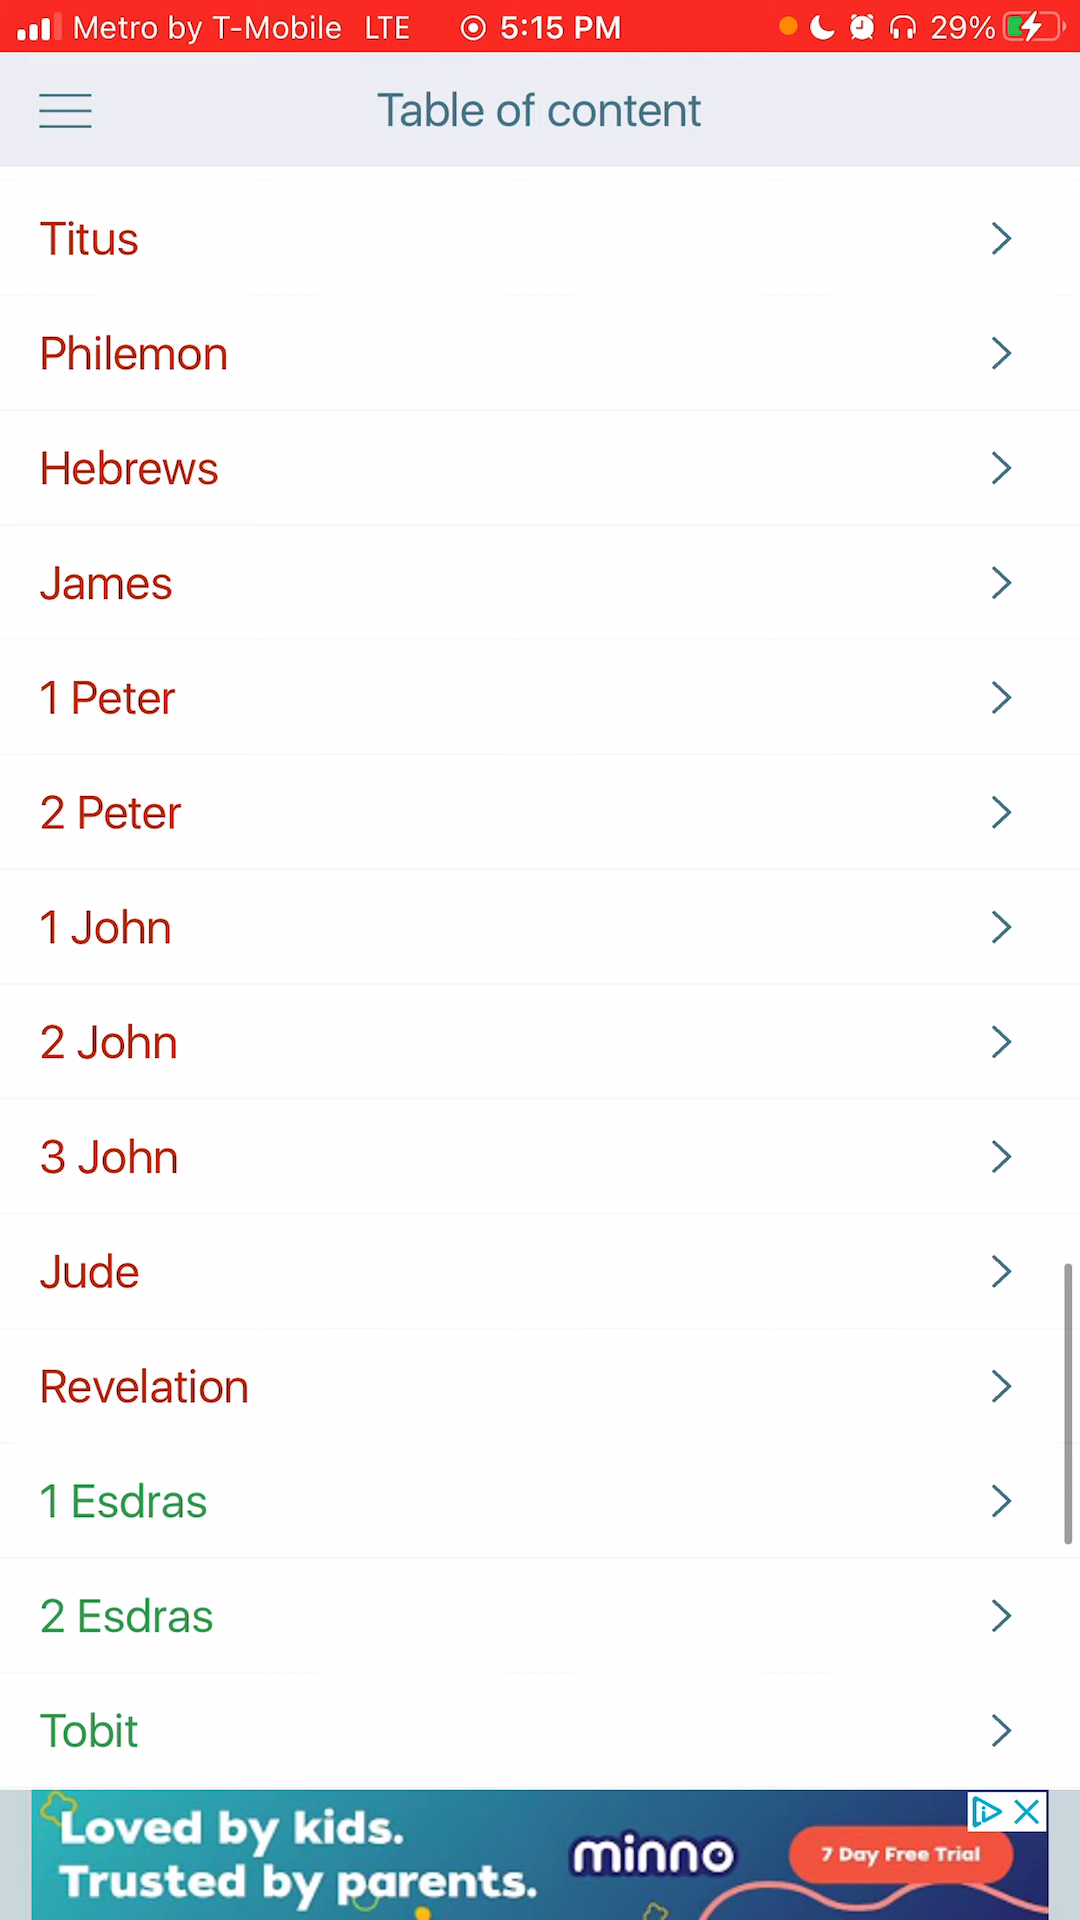 Metro by T-Mobile LTE 5:15 PM 29%
Table of content
Titus
Philemon
Hebrews
James
1 Peter
2 Peter
1 John
2 John
3 John
Jude
Revelation
1 Esdras
2 Esdras
Tobit
Loved by kids.
Trusted by parents.
minno
7 Day Free Trial